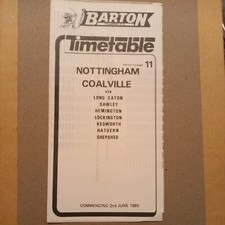 BARTON
Timetable
11
NOTTINGHAM
COALVILLE
VIA
LONG EATON
SAWLEY
HEMINGTON
LOCKINGTON
KEGWORTH
HATHERN
SHEPSHED
COMMENCING 2nd JUNE 1985